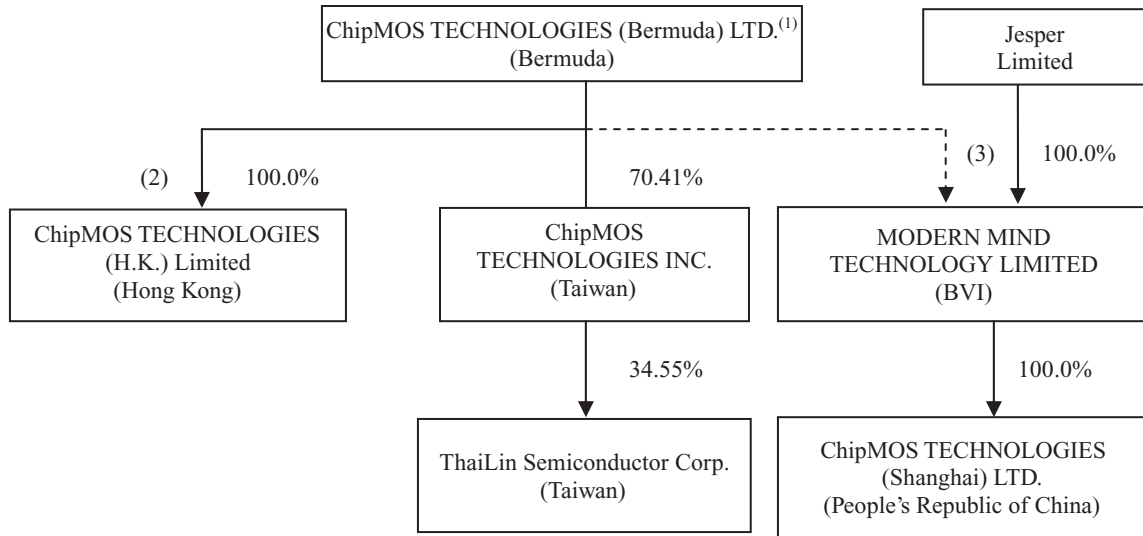 ChipMOS TECHNOLOGIES (Bermuda) LTD.(1)
(Bermuda)
Jesper
Limited
(2)
100.0%
70.41%
(3)
100.0%
ChipMOS TECHNOLOGIES
(H.K.) Limited
(Hong Kong)
ChipMOS
TECHNOLOGIES INC.
(Taiwan)
MODERN MIND
TECHNOLOGY LIMITED
(BVI)
34.55%
100.0%
ThaiLin Semiconductor Corp.
(Taiwan)
ChipMOS TECHNOLOGIES
(Shanghai) LTD.
(People’s Republic of China)